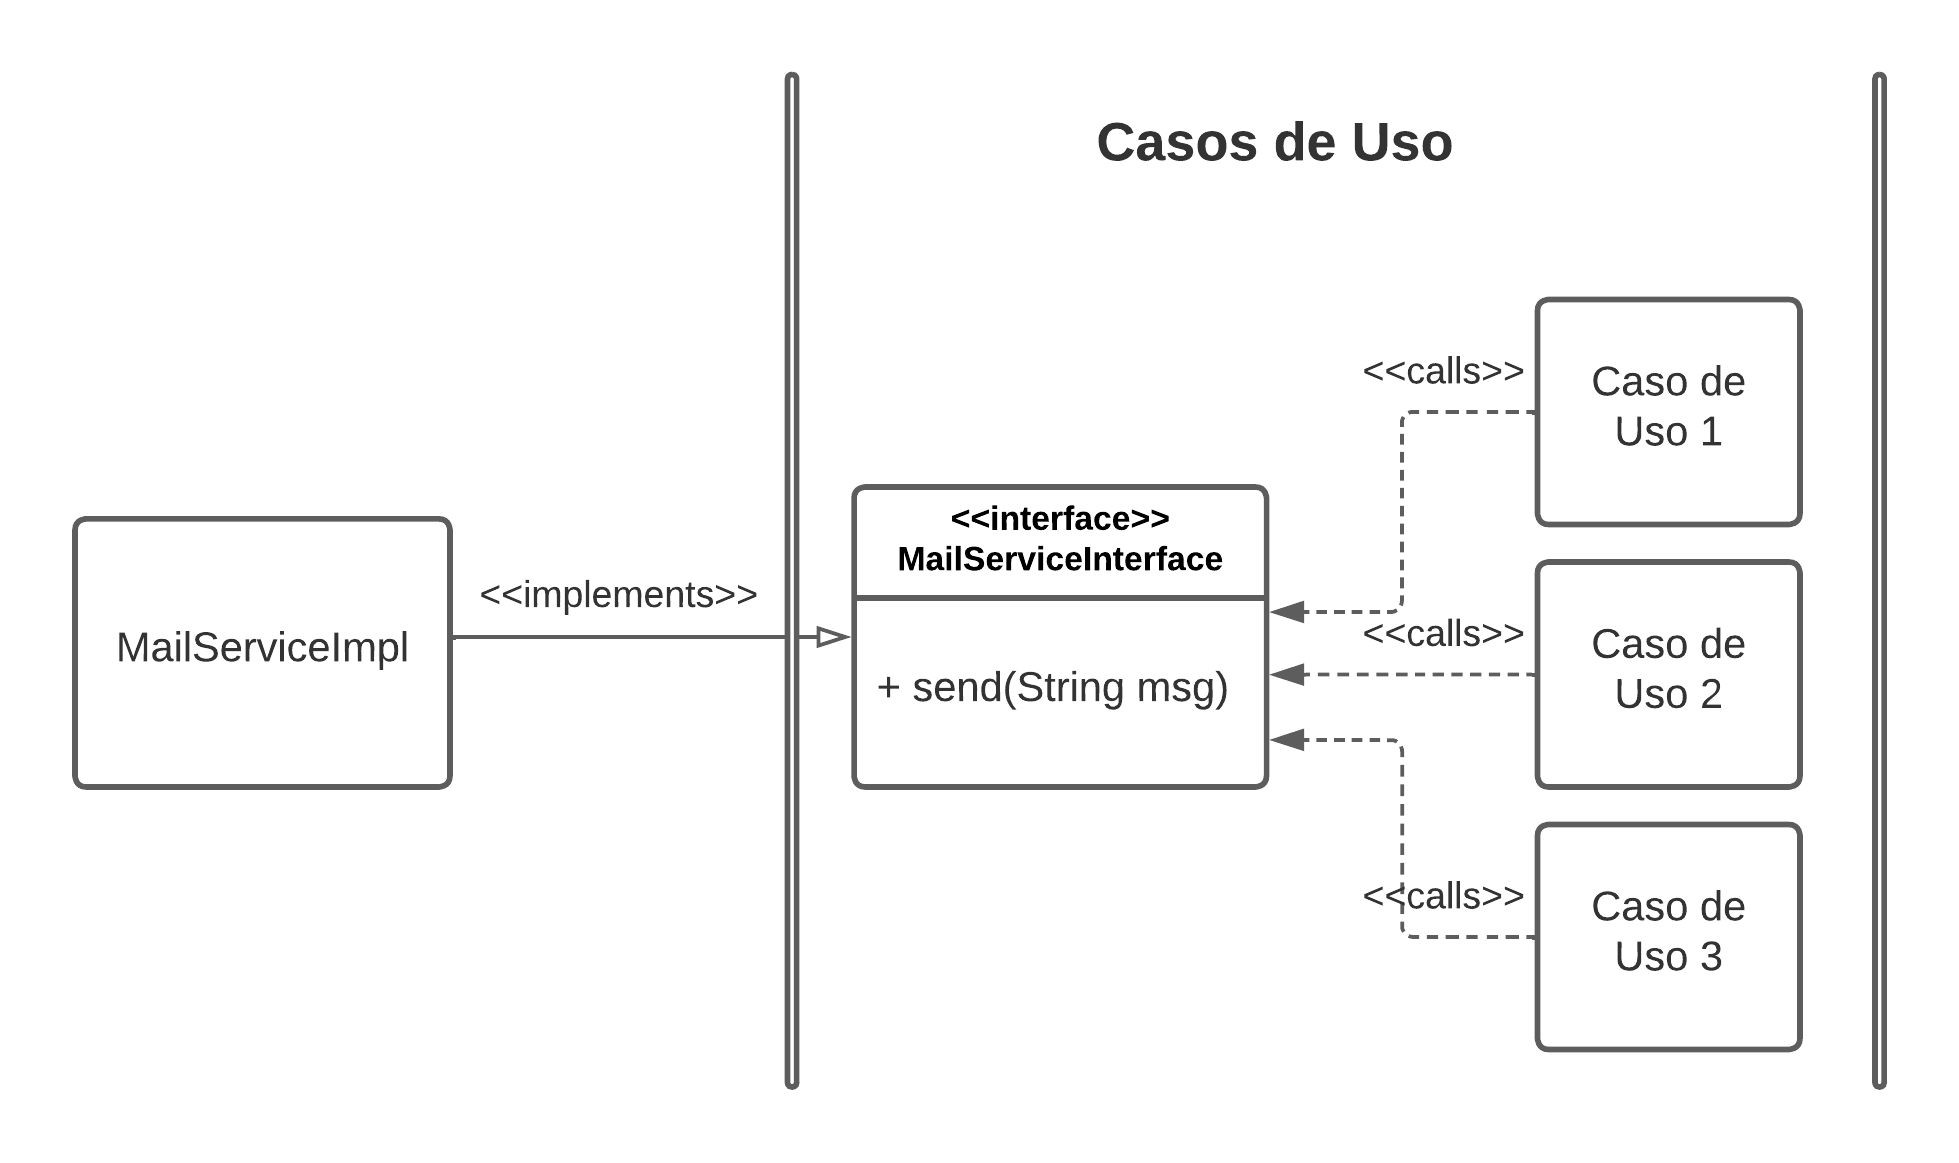 Casos de Uso
<<calls>>
Caso de
Uso 1
<<interface>>
MailServiceInterface
<<implements>>
MailServiceImpl
+ send(String msg)
<<calls>>
Caso de
Uso 2
<<calls>>
Caso de
Uso 3